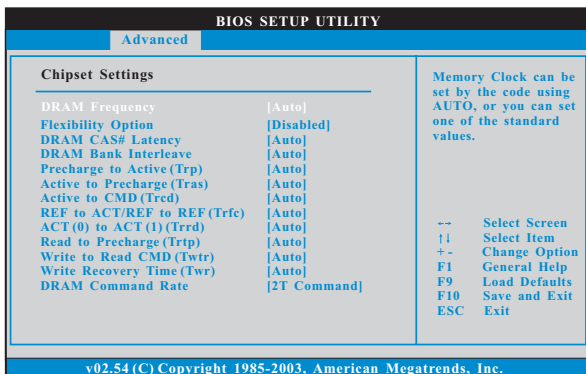 BIOS SETUP UTILITY
Advanced
Chipset Settings
DRAM Frequency [Auto]
Flexibility Option [Disabled]
DRAM CAS# Latency [Auto]
DRAM Bank Interleave [Auto]
Precharge to Active (Trp) [Auto]
Active to Precharge (Tras) [Auto]
Active to CMD (Trcd) [Auto]
REF to ACT/REF to REF (Trfc) [Auto]
ACT (0) to ACT (1) (Trrd) [Auto]
Read to Precharge (Trtp) [Auto]
Write to Read CMD (Twtr) [Auto]
Write Recovery Time (Twr) [Auto]
DRAM Command Rate [2T Command]
Memory Clock can be
set by the code using
AUTO, or you can set
one of the standard
values.
←→ Select Screen
↑↓ Select Item
+ - Change Option
F1 General Help
F9 Load Defaults
F10 Save and Exit
ESC Exit
v02.54 (C) Copyright 1985-2003, American Megatrends, Inc.